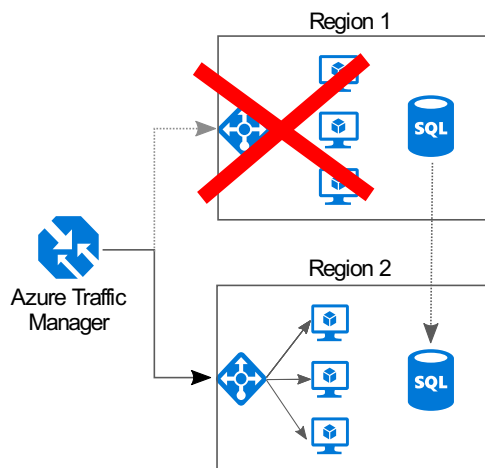 Region 1
SQL
Azure Traffic
Manager
Region 2
SQL